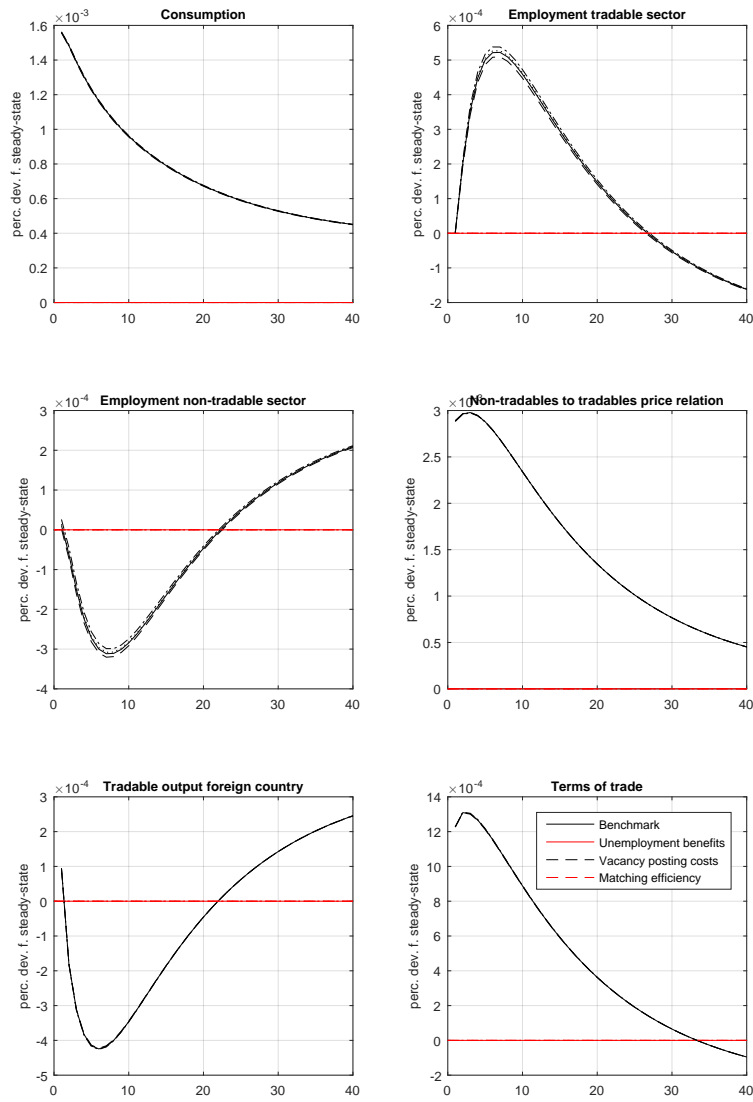 Consumption
×10⁻³
perc. dev. f. steady-state
1.6
1.4
1.2
1
0.8
0.6
0.4
0.2
0
0 10 20 30 40
Employment tradable sector
×10⁻⁴
perc. dev. f. steady-state
6
5
4
3
2
1
0
-1
-2
0 10 20 30 40
Employment non-tradable sector
×10⁻⁴
perc. dev. f. steady-state
3
2
1
0
-1
-2
-3
-4
0 10 20 30 40
Non-tradables to tradables price relation
perc. dev. f. steady-state
3
2.5
2
1.5
1
0.5
0
0 10 20 30 40
Tradable output foreign country
×10⁻⁴
perc. dev. f. steady-state
3
2
1
0
-1
-2
-3
-4
-5
0 10 20 30 40
Terms of trade
×10⁻⁴
perc. dev. f. steady-state
14
12
10
8
6
4
2
0
-2
0 10 20 30 40
Benchmark
Unemployment benefits
Vacancy posting costs
Matching efficiency